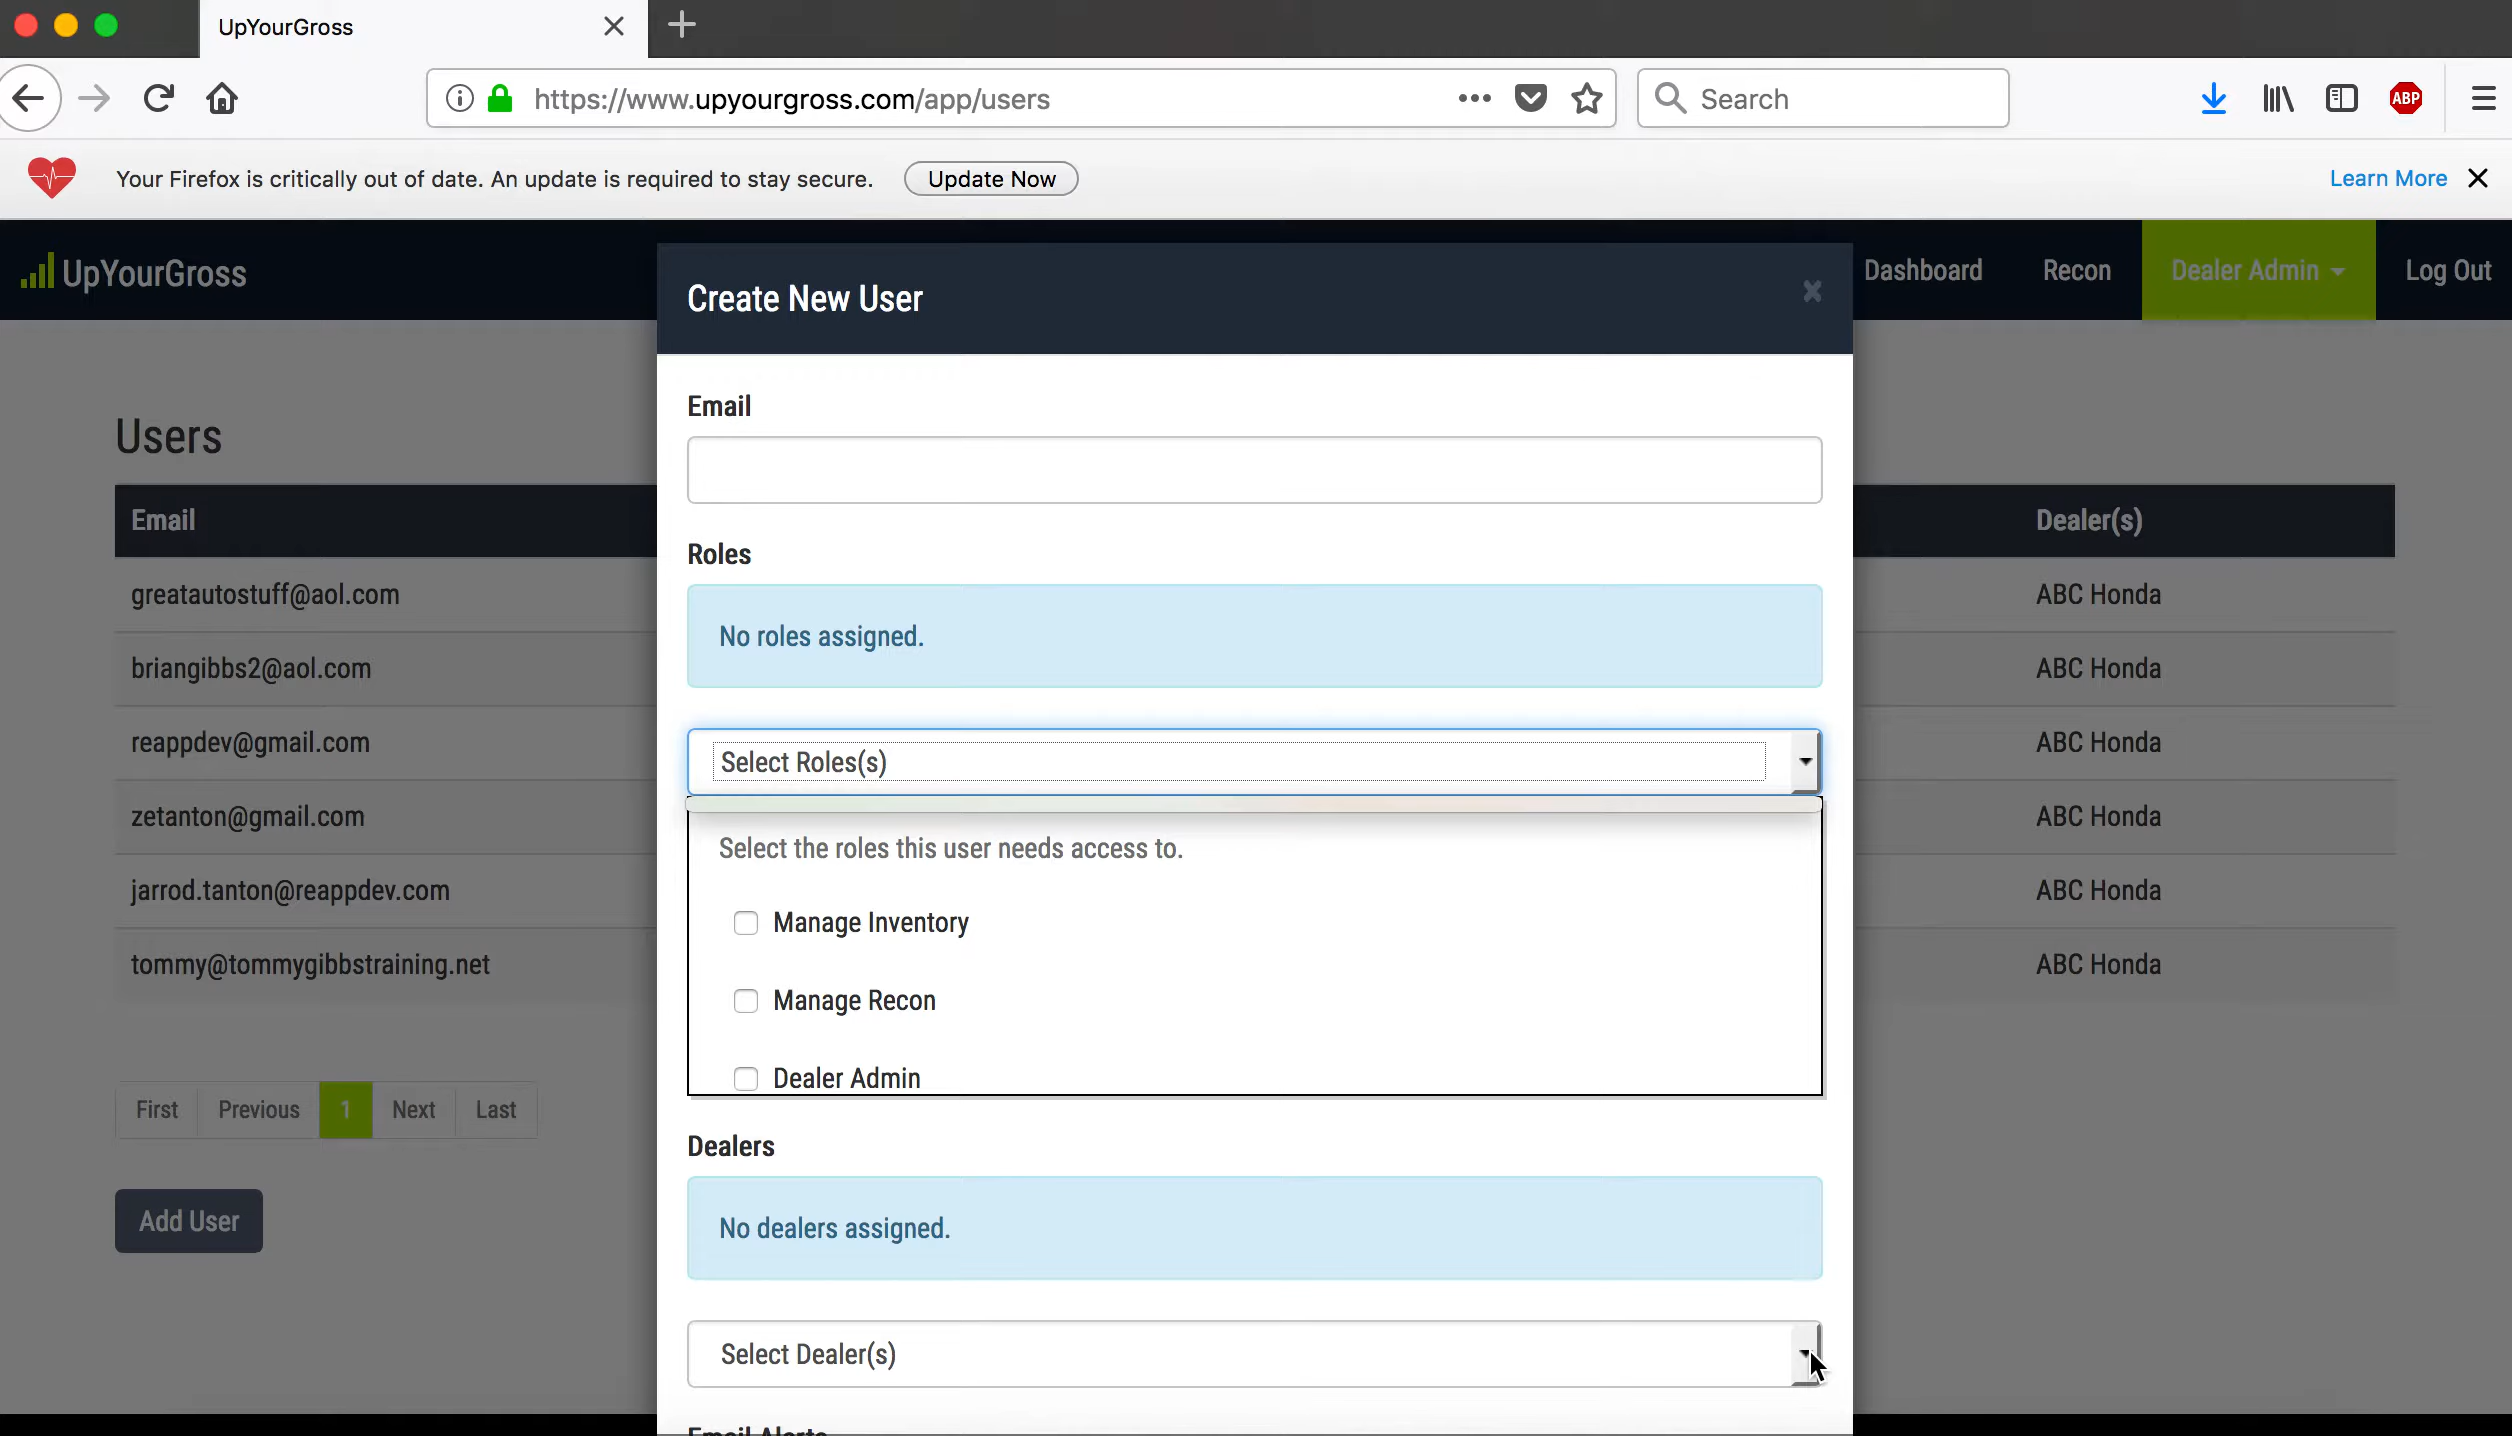 UpYourGross
https://www.upyourgross.com/app/users
Search
ABP
Your Firefox is critically out of date. An update is required to stay secure.
Update Now
Learn More
UpYourGross
Dashboard
Recon
Dealer Admin
Log Out
Create New User
Email
Roles
No roles assigned.
Select Roles(s)
Select the roles this user needs access to.
Manage Inventory
Manage Recon
Dealer Admin
Dealers
No dealers assigned.
Select Dealer(s)
Email Alerts
Users
Email
Dealer(s)
greatautostuff@aol.com
ABC Honda
briangibbs2@aol.com
ABC Honda
reappdev@gmail.com
ABC Honda
zetanton@gmail.com
ABC Honda
jarrod.tanton@reappdev.com
ABC Honda
tommy@tommygibbstraining.net
ABC Honda
First
Previous
1
Next
Last
Add User